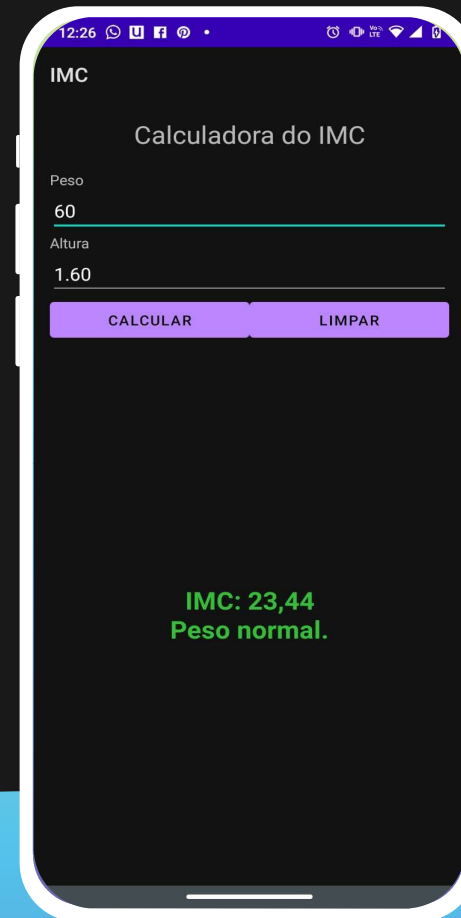 12:26
IMC
Calculadora do IMC
Peso
60
Altura
1.60
CALCULAR LIMPAR
IMC: 23,44
Peso normal.